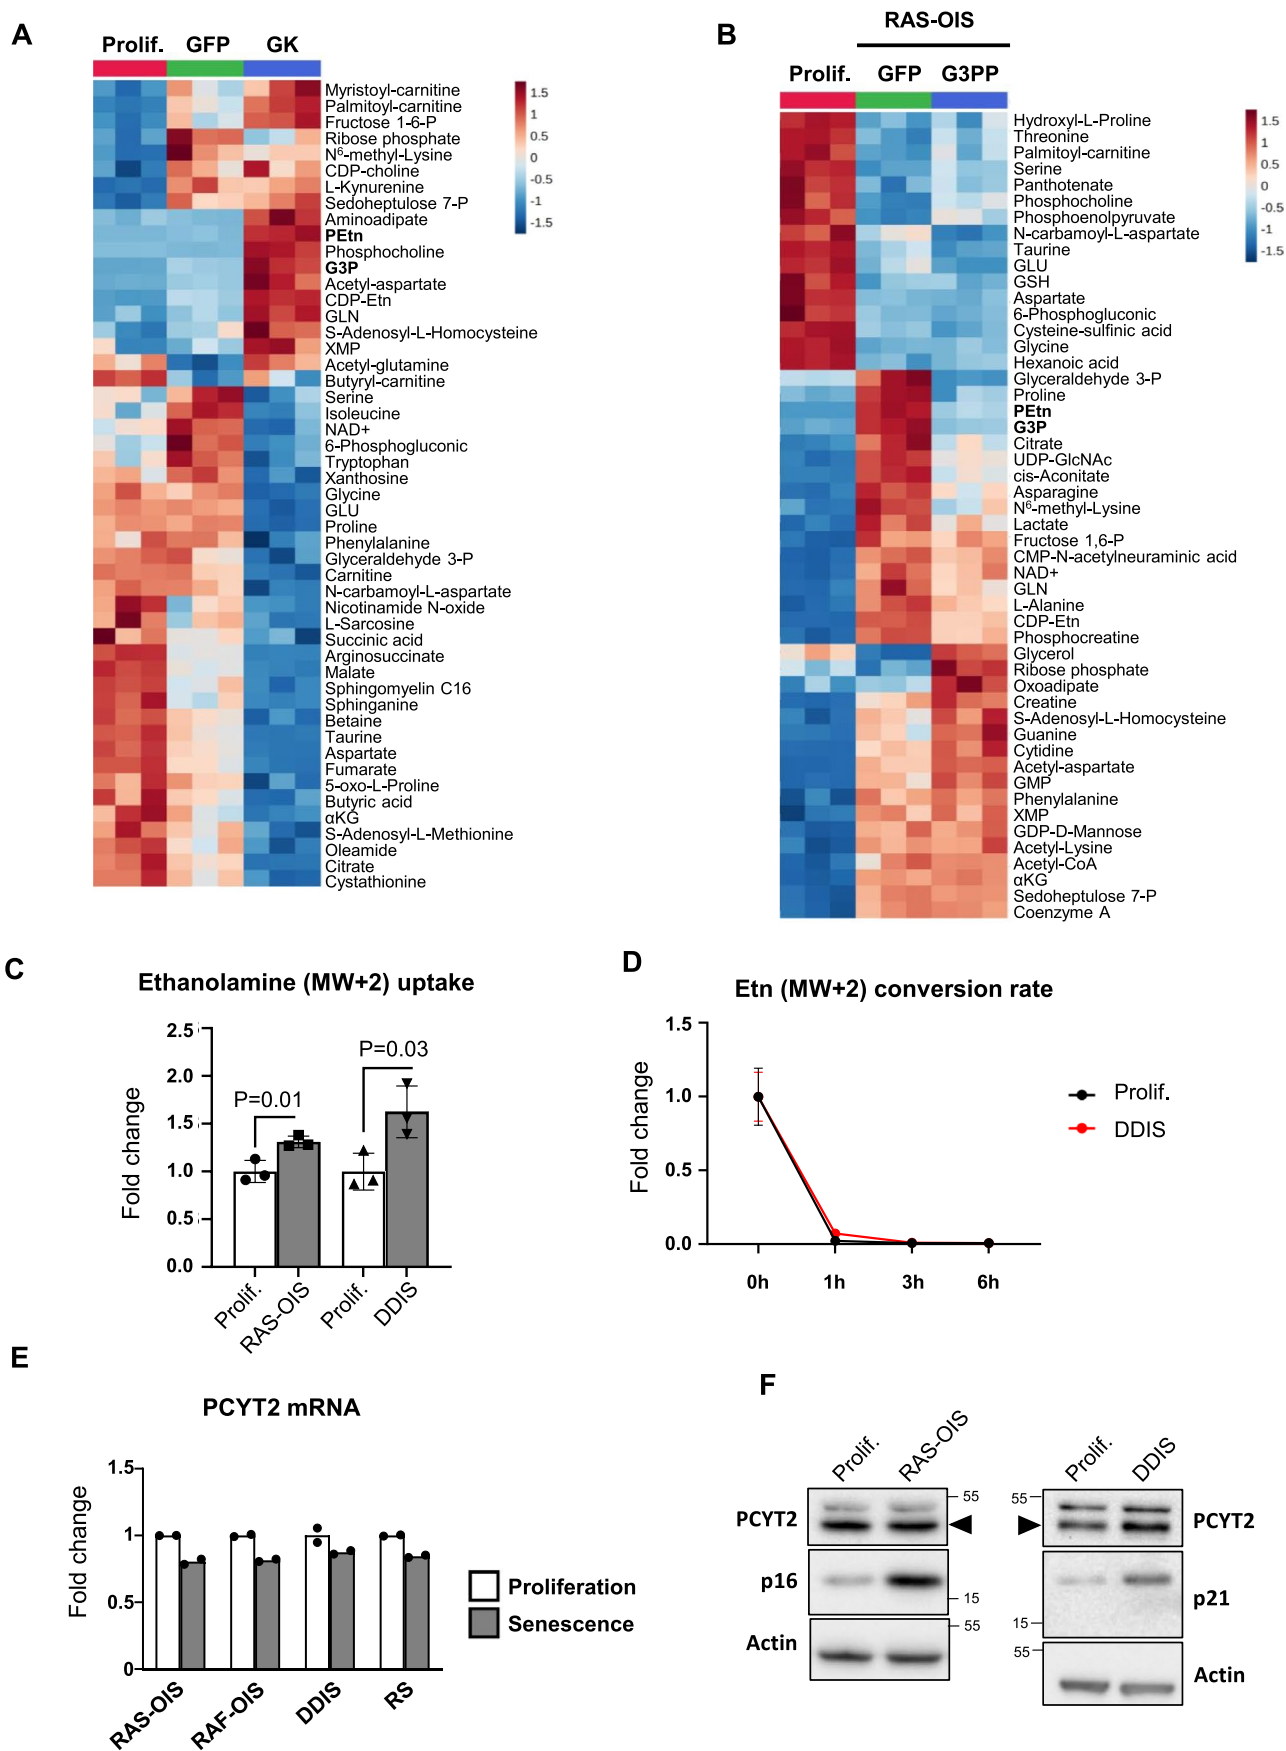 A
Prolif. GFP GK
Myristoyl-carnitine
Palmitoyl-carnitine
Fructose 1-6-P
Ribose phosphate
N⁶-methyl-Lysine
CDP-choline
L-Kynurenine
Sedoheptulose 7-P
Aminoadipate
PEtn
Phosphocholine
G3P
Acetyl-aspartate
CDP-Etn
GLN
S-Adenosyl-L-Homocysteine
XMP
Acetyl-glutamine
Butyryl-carnitine
Serine
Isoleucine
NAD+
6-Phosphogluconic
Tryptophan
Xanthosine
Glycine
GLU
Proline
Phenylalanine
Glyceraldehyde 3-P
Carnitine
N-carbamoyl-L-aspartate
Nicotinamide N-oxide
L-Sarcosine
Succinic acid
Arginosuccinate
Malate
Sphingomyelin C16
Sphinganine
Betaine
Taurine
Aspartate
Fumarate
5-oxo-L-Proline
Butyric acid
αKG
S-Adenosyl-L-Methionine
Oleamide
Citrate
Cystathionine
1.5
1
0.5
0
-0.5
-1
-1.5
B
RAS-OIS
Prolif. GFP G3PP
Hydroxyl-L-Proline
Threonine
Palmitoyl-carnitine
Serine
Panthotenate
Phosphocholine
Phosphoenolpyruvate
N-carbamoyl-L-aspartate
Taurine
GLU
GSH
Aspartate
6-Phosphogluconic
Cysteine-sulfinic acid
Glycine
Hexanoic acid
Glyceraldehyde 3-P
Proline
PEtn
G3P
Citrate
UDP-GlcNAc
cis-Aconitate
Asparagine
N⁶-methyl-Lysine
Lactate
Fructose 1,6-P
CMP-N-acetylneuraminic acid
NAD+
GLN
L-Alanine
CDP-Etn
Phosphocreatine
Glycerol
Ribose phosphate
Oxoadipate
Creatine
S-Adenosyl-L-Homocysteine
Guanine
Cytidine
Acetyl-aspartate
GMP
Phenylalanine
XMP
GDP-D-Mannose
Acetyl-Lysine
Acetyl-CoA
αKG
Sedoheptulose 7-P
Coenzyme A
1.5
1
0.5
0
-0.5
-1
-1.5
C
Ethanolamine (MW+2) uptake
Fold change
2.5
2.0
1.5
1.0
0.5
0.0
P=0.01
P=0.03
Prolif.
RAS-OIS
Prolif.
DDIS
D
Etn (MW+2) conversion rate
Fold change
1.5
1.0
0.5
0.0
0h 1h 3h 6h
Prolif.
DDIS
E
PCYT2 mRNA
Fold change
1.5
1
0.5
0
RAS-OIS
RAF-OIS
DDIS
RS
Proliferation
Senescence
F
Prolif. RAS-OIS
PCYT2
55
p16
15
55
Actin
Prolif. DDIS
55
PCYT2
p21
15
55
Actin